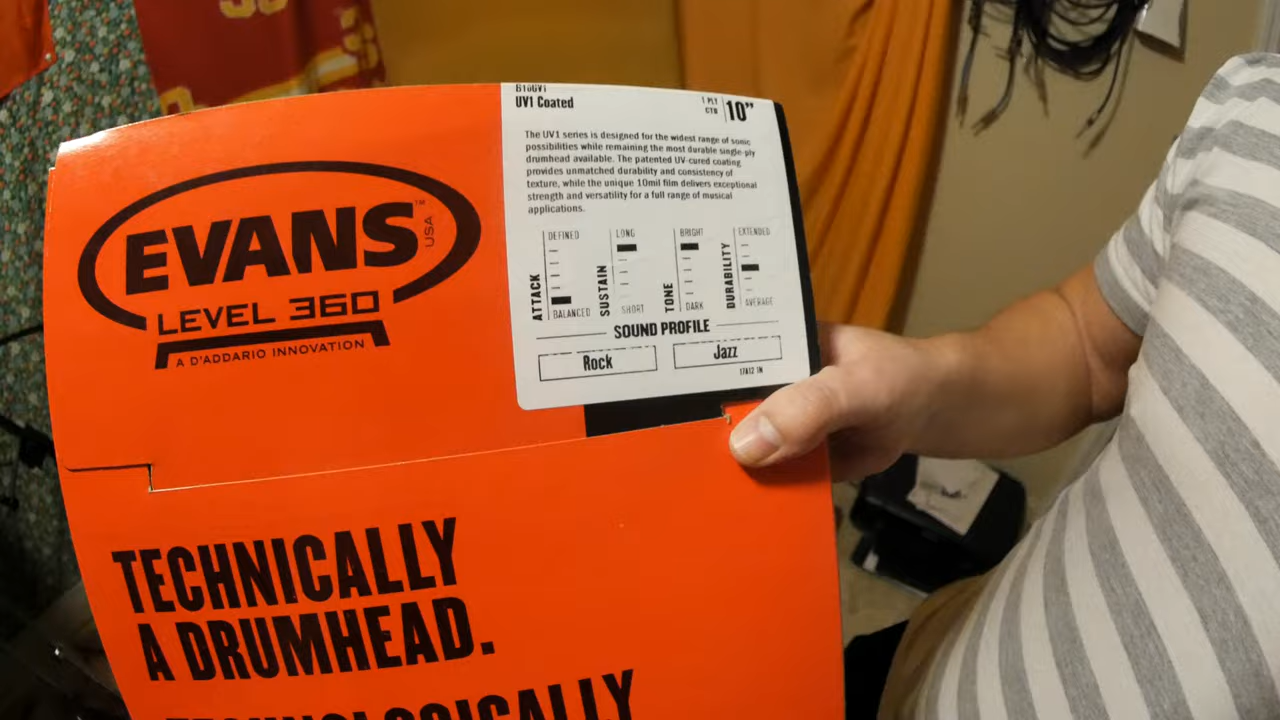 B10UV1
UV1 Coated
1 PLY
CTD
10"
The UV1 series is designed for the widest range of sonic
possibilities while remaining the most durable single-ply
drumhead available. The patented UV-cured coating
provides unmatched durability and consistency of
texture, while the unique 10mil film delivers exceptional
strength and versatility for a full range of musical
applications.
ATTACK
DEFINED
BALANCED
SUSTAIN
LONG
SHORT
TONE
BRIGHT
DARK
DURABILITY
EXTENDED
AVERAGE
SOUND PROFILE
Rock
Jazz
EVANS™
USA
LEVEL 360
A D'ADDARIO INNOVATION
TECHNICALLY
A DRUMHEAD.
TECHNOLOGICALLY